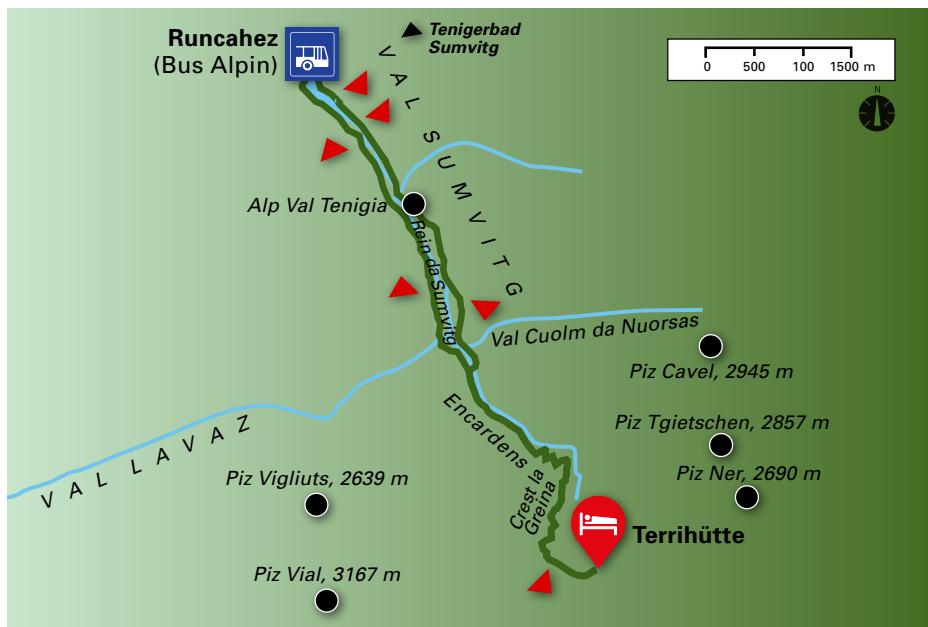 Runcahez
(Bus Alpin)
Tenigerbad
Sumvitg
0 500 100 1500 m
N
VAL SUMVITG
Alp Val Tenigia
Rein da Sumvitg
Val Cuolm da Nuorsas
Piz Cavel, 2945 m
Encardens
Piz Tgietschen, 2857 m
VAL LAVAZ
Piz Vigliuts, 2639 m
Piz Ner, 2690 m
Crest la
Greina
Terrihütte
Piz Vial, 3167 m